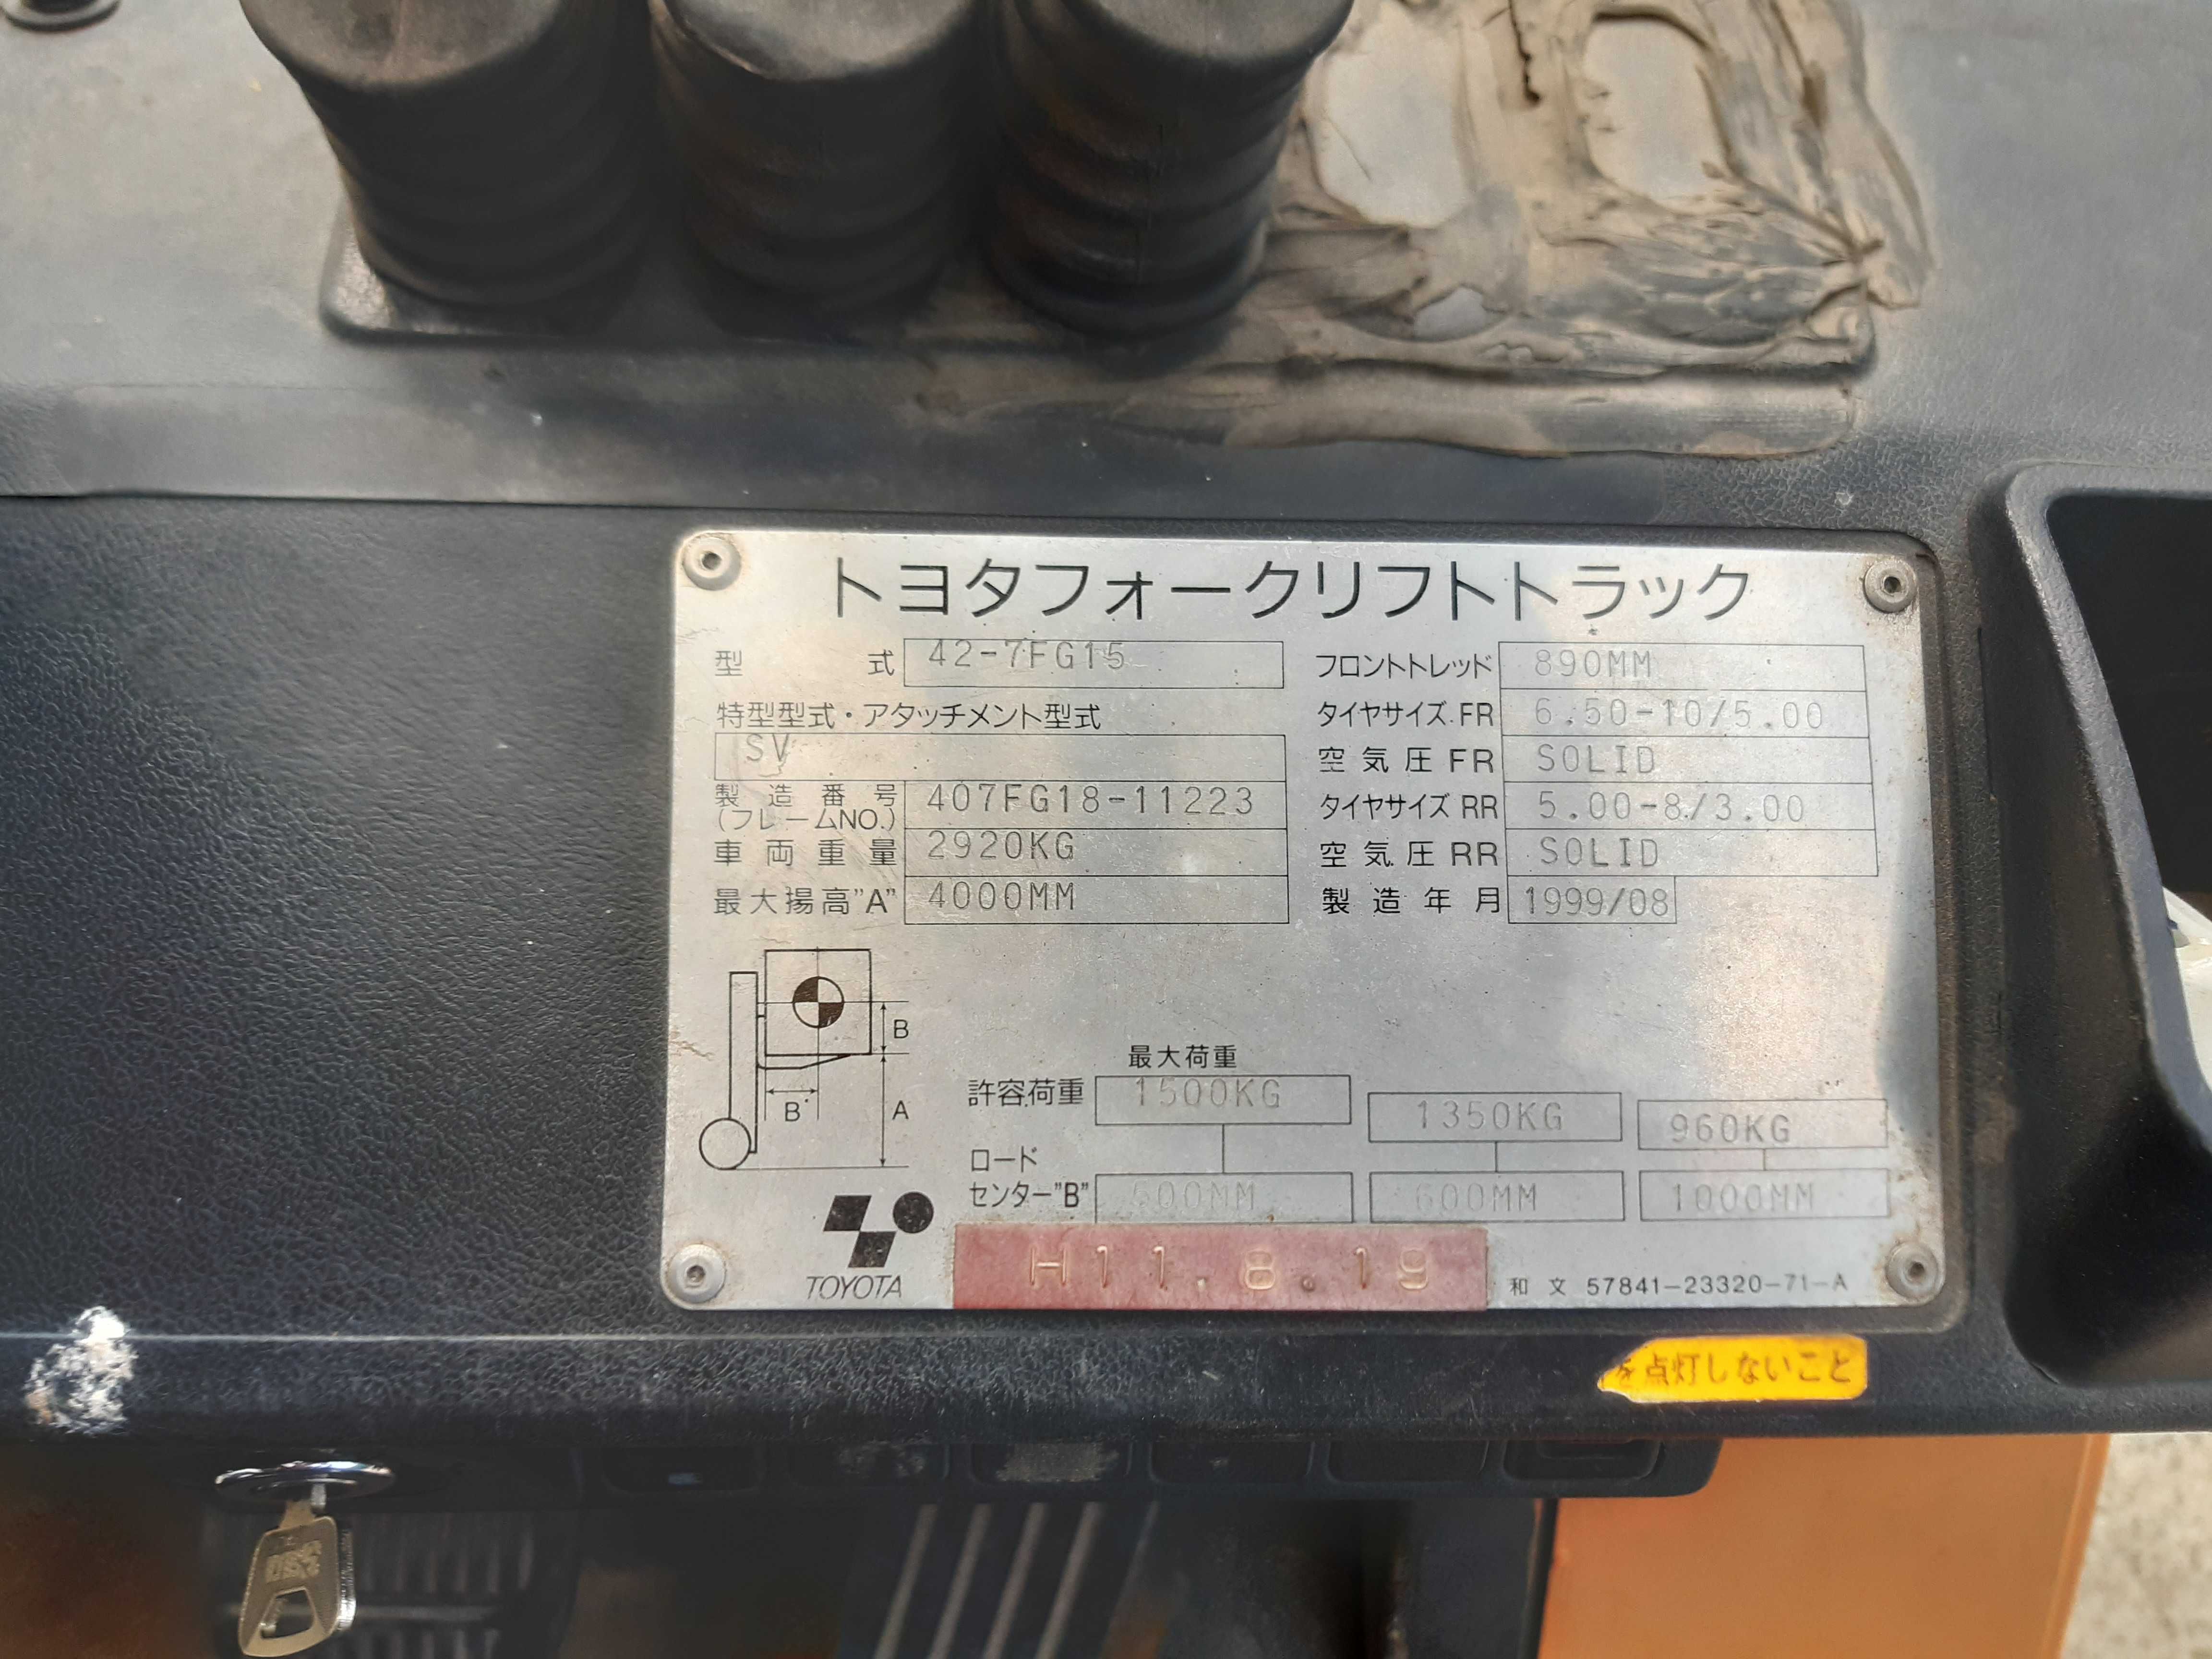 トヨタフォークリフトトラック
型 式 42-7FG15
特型型式・アタッチメント型式
SV
製造番号 407FG18-11223
(フレームNO.)
車両重量 2920KG
最大揚高"A" 4000MM
フロントトレッド 890MM
タイヤサイズ FR 6.50-10/5.00
空気圧 FR SOLID
タイヤサイズ RR 5.00-8/3.00
空気圧 RR SOLID
製造年月 1999/08
B
B
A
最大荷重
許容荷重 1500KG 1350KG 960KG
ロード
センター"B" 500MM 600MM 1000MM
TOYOTA
H11.8.19
和文 57841-23320-71-A
を点灯しないこと